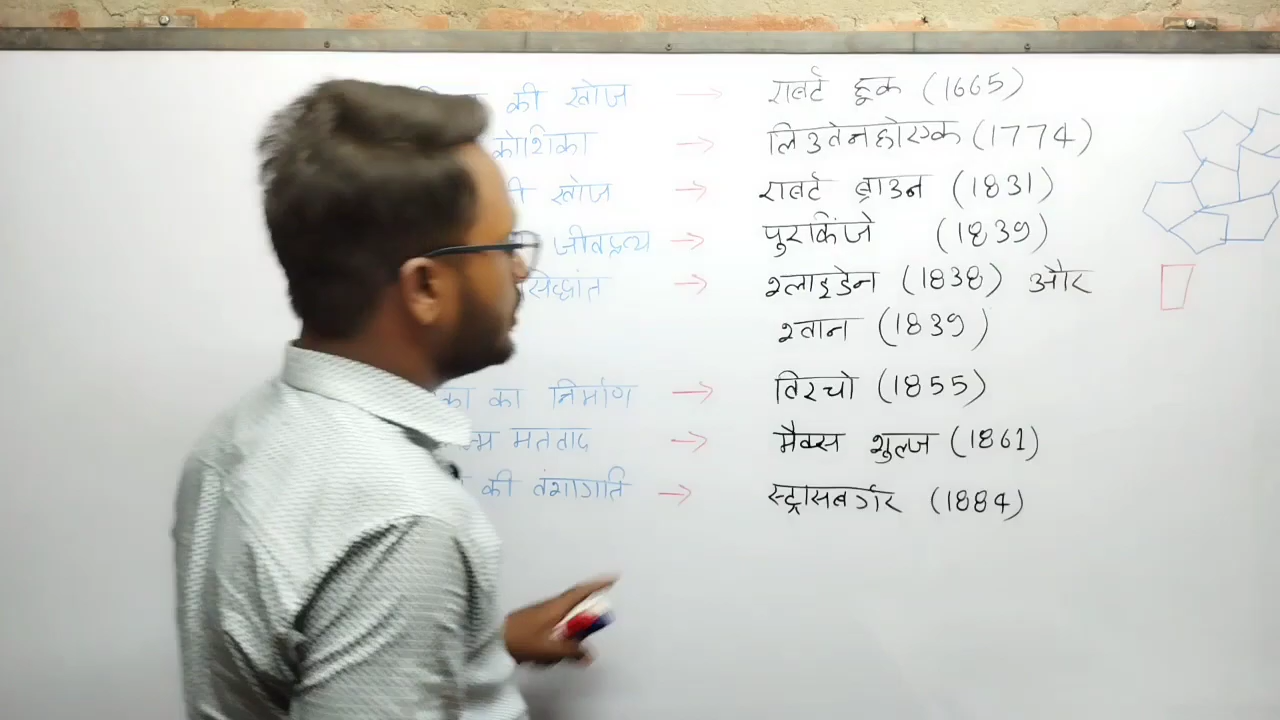 की खोज → राबर्ट हूक (1665)
कोशिका → लिउवेनहोएक (1774)
खोज → राबर्ट ब्राउन (1831)
जीवद्रव्य → पुरकिंजे (1839)
सिद्धांत → श्लाइडेन (1838) और
श्वान (1839)
का निर्माण → विरचो (1855)
मतवाद → मैक्स शुल्ज (1861)
की वंशागति → स्ट्रासबर्गर (1884)